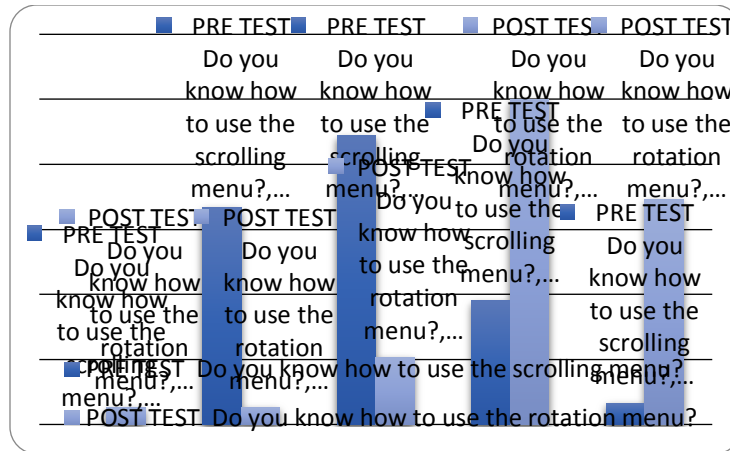 PRE TEST
Do you
know how
to use the
scrolling
menu?,...
PRE TEST
Do you
know how
to use the
scrolling
menu?,...
POST TEST
Do you
know how
to use the
rotation
menu?,...
POST TEST
Do you
know how
to use the
rotation
menu?,...
PRE TEST
Do you
know how
to use the
scrolling
menu?,...
POST TEST
Do you
know how
to use the
rotation
menu?,...
PRE TEST
Do you
know how
to use the
scrolling
menu?,...
POST TEST
Do you
know how
to use the
rotation
menu?,...
POST TEST
Do you
know how
to use the
rotation
menu?,...
PRE TEST
Do you
know how
to use the
scrolling
menu?,...
PRE TEST Do you know how to use the scrolling menu?
POST TEST Do you know how to use the rotation menu?